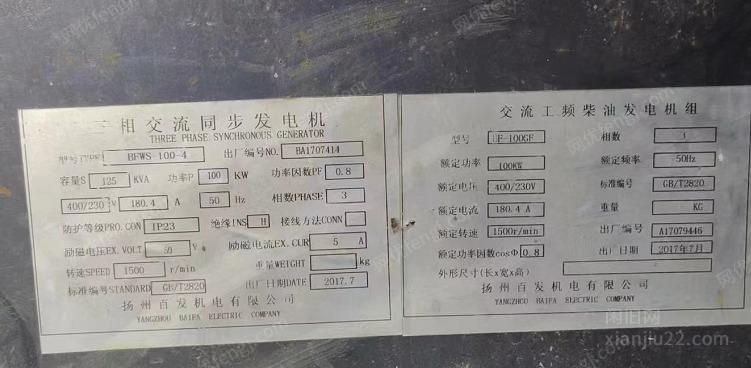 三相交流同步发电机
THREE PHASE SYNCHRONOUS GENERATOR
型号TYPE BFWS-100-4 出厂编号NO. BA1707414
容量S 125 KVA 功率P 100 KW 功率因数PF 0.8
400/230 V 180.4 A 50 Hz 相数PHASE 3
防护等级PRO.CON IP23 绝缘INS H 接线方法CONN
励磁电压EX.VOLT 50 V 励磁电流EX.CUR 5 A
转速SPEED 1500 r/min 重量WEIGHT kg
标准编号STANDARD GB/T2820 出厂日期DATE 2017.7
扬州百发机电有限公司
YANGZHOU BAIFA ELECTRIC COMPANY
交流工频柴油发电机组
型号 F-100GF 相数 3
额定功率 100KW 额定频率 50Hz
额定电压 400/230V 标准编号 GB/T2820
额定电流 180.4 A 重量 KG
额定转速 1500r/min 出厂编号 A17079446
额定功率因数cosΦ 0.8 出厂日期 2017年7月
外形尺寸(长x宽x高)
扬州百发机电有限公司
YANGZHOU BAIFA ELECTRIC COMPANY
闲旧网
xianjiu22.com